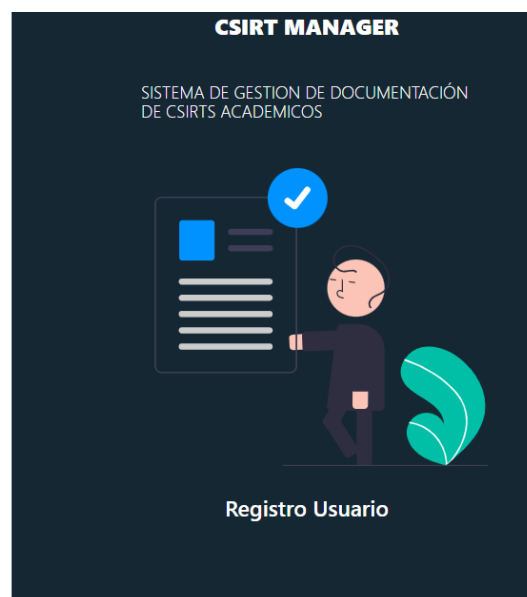 CSIRT MANAGER
SISTEMA DE GESTION DE DOCUMENTACIÓN
DE CSIRTS ACADEMICOS
Registro Usuario